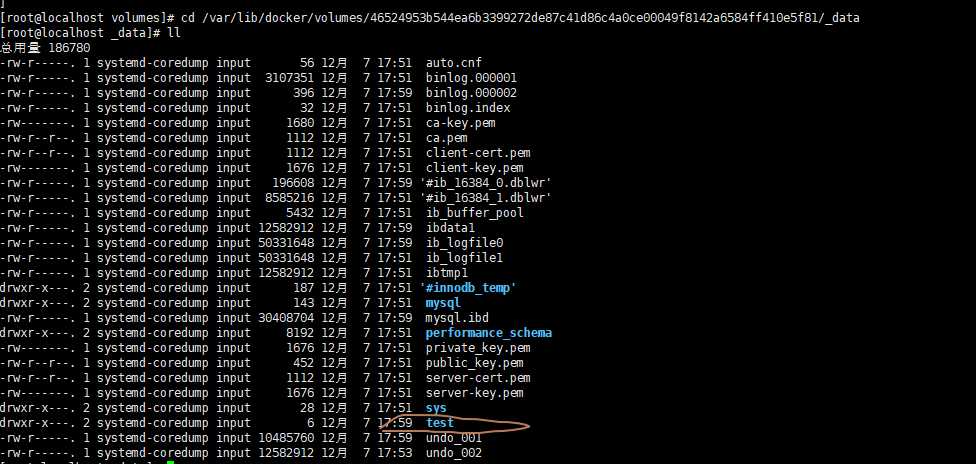 ]
[root@localhost volumes]# cd /var/lib/docker/volumes/46524953b544ea6b3399272de87c41d86c4a0ce00049f8142a6584ff410e5f81/_data
[root@localhost _data]# ll
总用量 186780
-rw-r-----. 1 systemd-coredump input       56 12月  7 17:51  auto.cnf
-rw-r-----. 1 systemd-coredump input  3107351 12月  7 17:51  binlog.000001
-rw-r-----. 1 systemd-coredump input      396 12月  7 17:59  binlog.000002
-rw-r-----. 1 systemd-coredump input       32 12月  7 17:51  binlog.index
-rw-------. 1 systemd-coredump input     1680 12月  7 17:51  ca-key.pem
-rw-r--r--. 1 systemd-coredump input     1112 12月  7 17:51  ca.pem
-rw-r--r--. 1 systemd-coredump input     1112 12月  7 17:51  client-cert.pem
-rw-------. 1 systemd-coredump input     1676 12月  7 17:51  client-key.pem
-rw-r-----. 1 systemd-coredump input   196608 12月  7 17:59 '#ib_16384_0.dblwr'
-rw-r-----. 1 systemd-coredump input  8585216 12月  7 17:51 '#ib_16384_1.dblwr'
-rw-r-----. 1 systemd-coredump input     5432 12月  7 17:51  ib_buffer_pool
-rw-r-----. 1 systemd-coredump input 12582912 12月  7 17:59  ibdata1
-rw-r-----. 1 systemd-coredump input 50331648 12月  7 17:59  ib_logfile0
-rw-r-----. 1 systemd-coredump input 50331648 12月  7 17:51  ib_logfile1
-rw-r-----. 1 systemd-coredump input 12582912 12月  7 17:51  ibtmp1
drwxr-x---. 2 systemd-coredump input      187 12月  7 17:51 '#innodb_temp'
drwxr-x---. 2 systemd-coredump input      143 12月  7 17:51  mysql
-rw-r-----. 1 systemd-coredump input 30408704 12月  7 17:59  mysql.ibd
drwxr-x---. 2 systemd-coredump input     8192 12月  7 17:51  performance_schema
-rw-------. 1 systemd-coredump input     1676 12月  7 17:51  private_key.pem
-rw-r--r--. 1 systemd-coredump input      452 12月  7 17:51  public_key.pem
-rw-r--r--. 1 systemd-coredump input     1112 12月  7 17:51  server-cert.pem
-rw-------. 1 systemd-coredump input     1676 12月  7 17:51  server-key.pem
drwxr-x---. 2 systemd-coredump input       28 12月  7 17:51  sys
drwxr-x---. 2 systemd-coredump input        6 12月  7 17:59  test
-rw-r-----. 1 systemd-coredump input 10485760 12月  7 17:59  undo_001
-rw-r-----. 1 systemd-coredump input 12582912 12月  7 17:53  undo_002